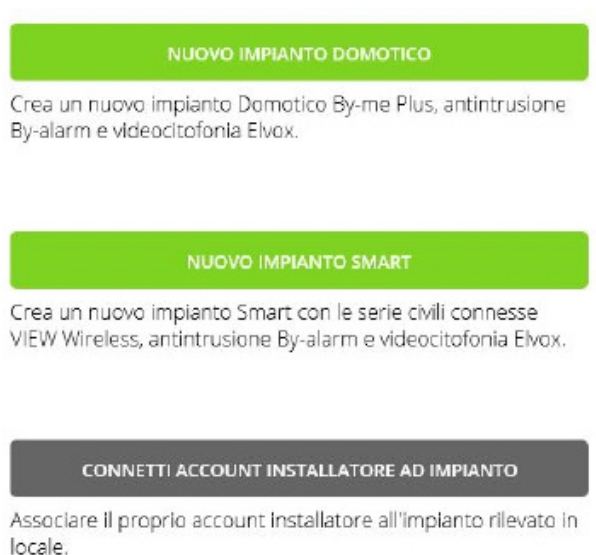 NUOVO IMPIANTO DOMOTICO
Crea un nuovo impianto Domotico By-me Plus, antintrusione
By-alarm e videocitofonia Elvox.
NUOVO IMPIANTO SMART
Crea un nuovo impianto Smart con le serie civili connesse
VIEW Wireless, antintrusione By-alarm e videocitofonia Elvox.
CONNETTI ACCOUNT INSTALLATORE AD IMPIANTO
Associare il proprio account installatore all'impianto rilevato in
locale.